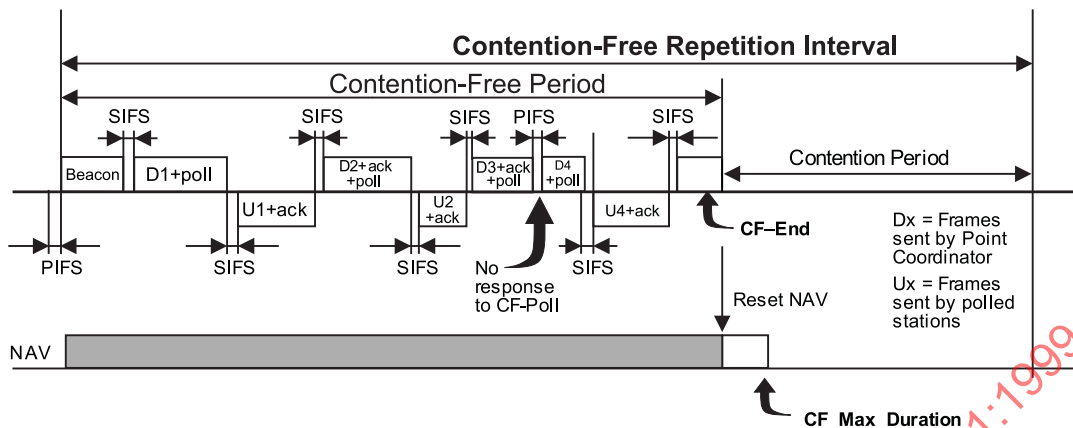 Contention-Free Repetition Interval
Contention-Free Period
SIFS
SIFS
SIFS
PIFS
SIFS
Contention Period
Beacon
D1+poll
D2+ack
+poll
D3+ack
+poll
D4
+poll
U1+ack
U2
+ack
U4+ack
CF–End
PIFS
SIFS
SIFS
No
response
to CF-Poll
SIFS
Reset NAV
Dx = Frames
sent by Point
Coordinator
Ux = Frames
sent by polled
stations
NAV
CF Max Duration
1:1999